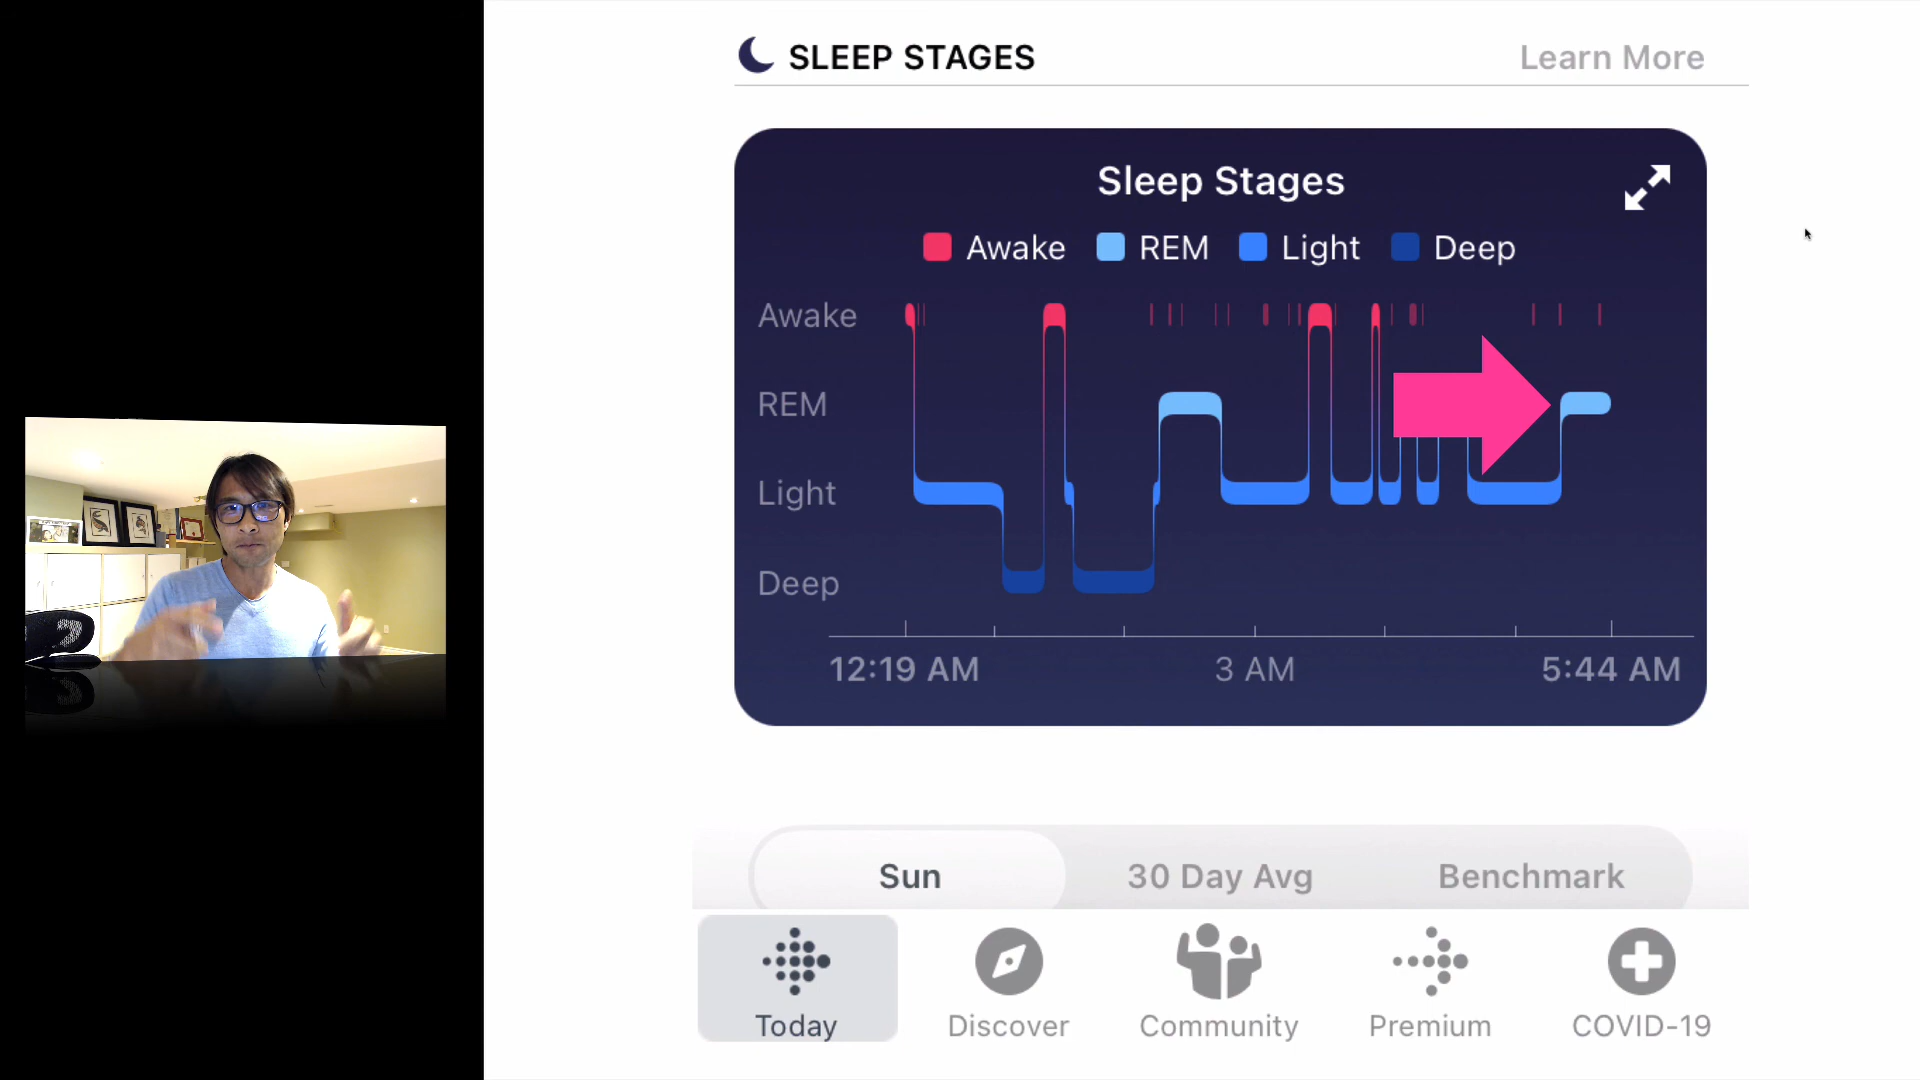 SLEEP STAGES
Learn More
Sleep Stages
Awake REM Light Deep
Awake
REM
Light
Deep
12:19 AM 3 AM 5:44 AM
Sun 30 Day Avg Benchmark
Today Discover Community Premium COVID-19